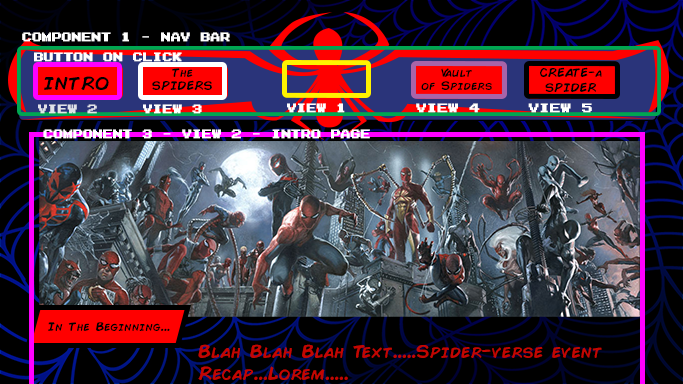 COMPONENT 1 - NAV BAR
BUTTON ON CLICK
INTRO
THE
SPIDERS
VAULT
OF SPIDERS
CREATE-A
SPIDER
VIEW 2
VIEW 3
VIEW 1
VIEW 4
VIEW 5
COMPONENT 3 - VIEW 2 - INTRO PAGE
IN THE BEGINNING...
BLAH BLAH BLAH TEXT.....SPIDER-VERSE EVENT
RECAP...LOREM.....